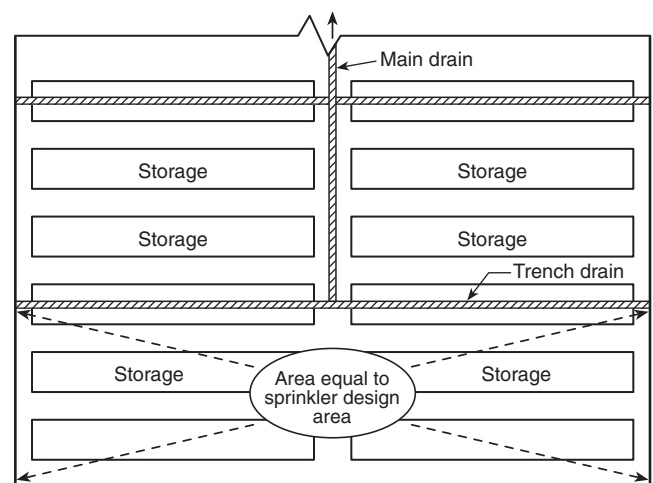 Main drain
Storage
Storage
Storage
Storage
Trench drain
Storage
Area equal to
sprinkler design
area
Storage